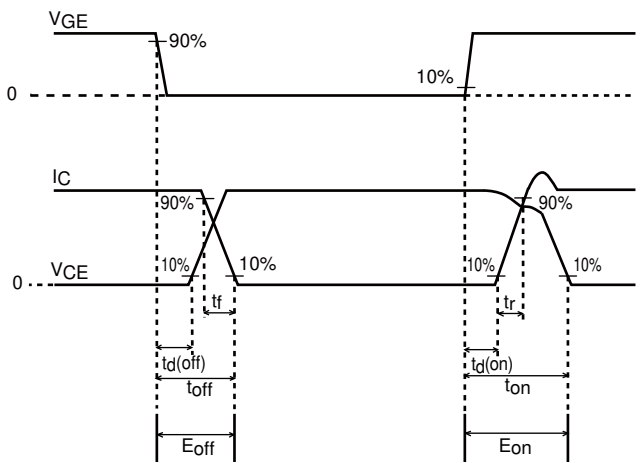 VGE
90%
10%
0
IC
90%
90%
VCE
10%
10%
10%
10%
0
tf
tr
td(off)
td(on)
toff
ton
Eoff
Eon